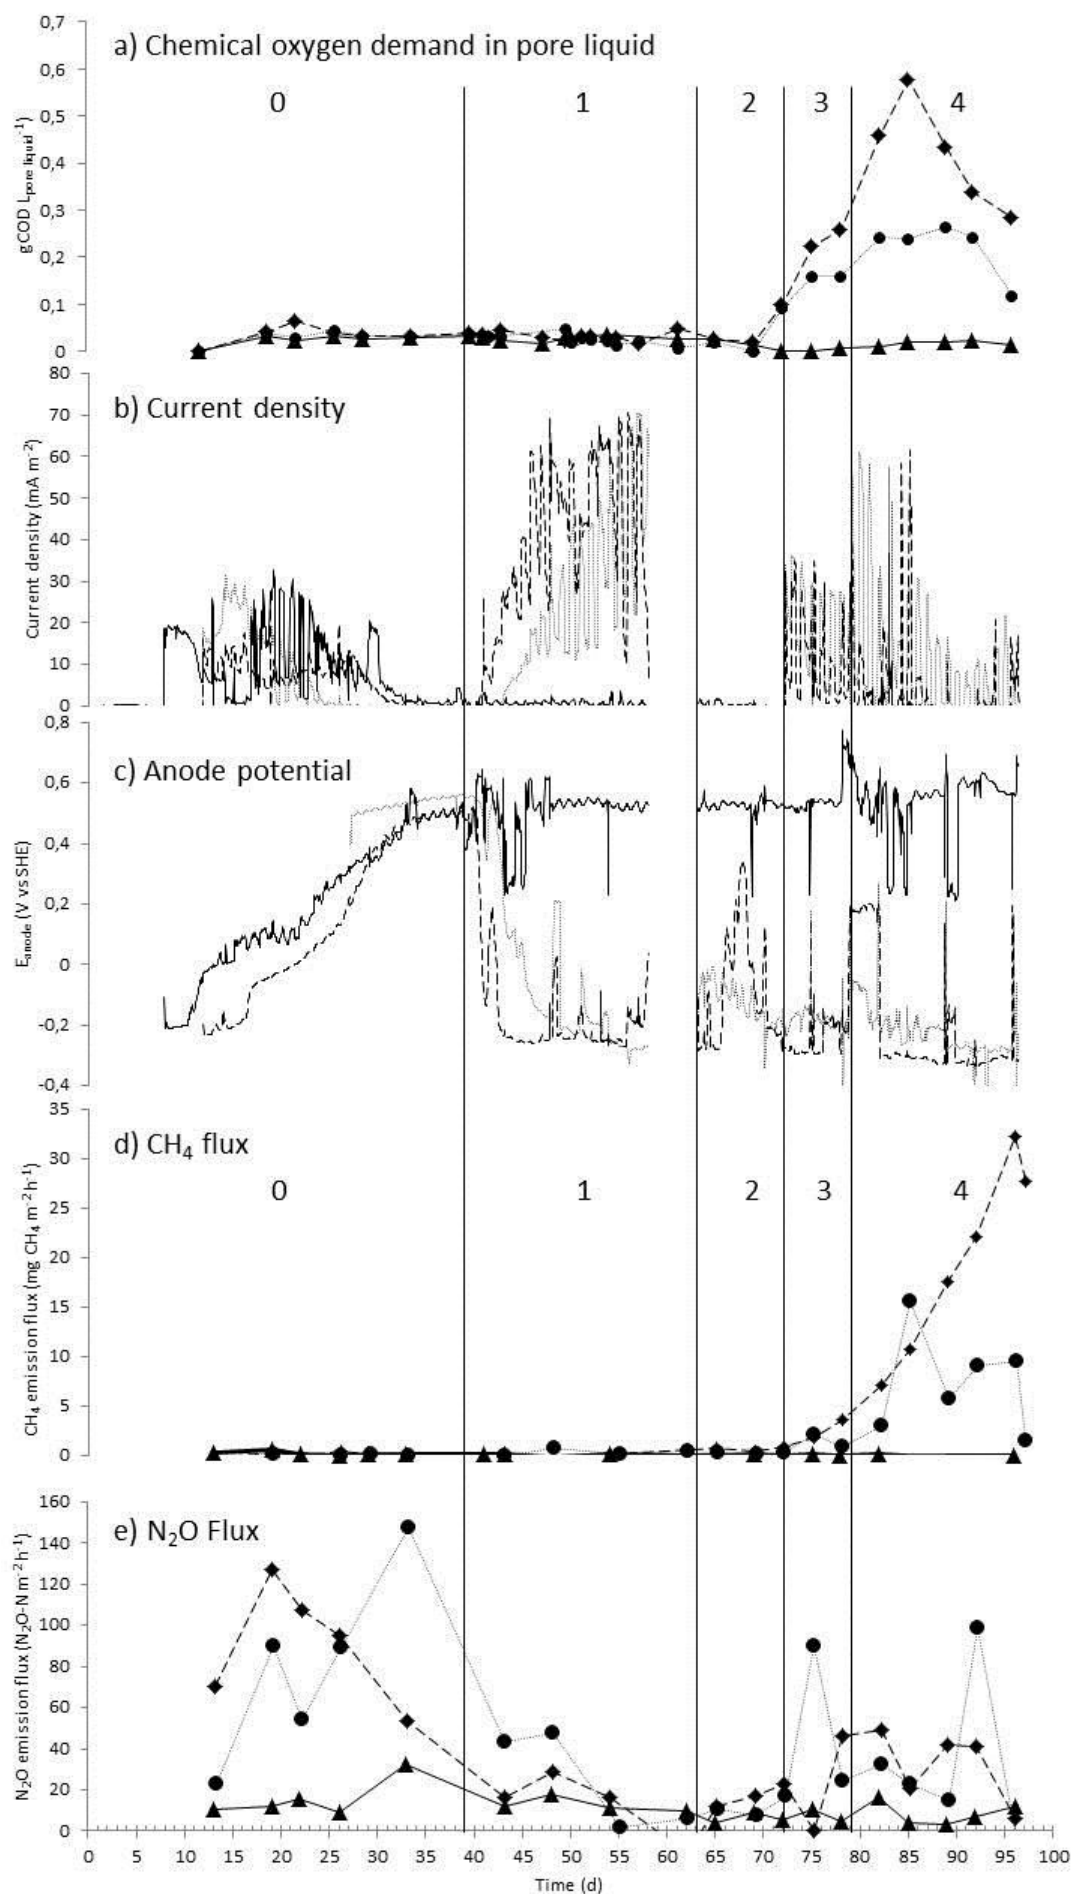 a) Chemical oxygen demand in pore liquid
0 1 2 3 4
gCOD Lpore liquid-1
0,7
0,6
0,5
0,4
0,3
0,2
0,1
0
b) Current density
Current density (mA m-2)
80
70
60
50
40
30
20
10
0
c) Anode potential
Eanode (V vs SHE)
0,8
0,6
0,4
0,2
0
-0,2
-0,4
d) CH4 flux
0 1 2 3 4
CH4 emission flux (mg CH4 m-2 h-1)
35
30
25
20
15
10
5
0
e) N2O Flux
N2O emission flux (N2O-N m-2 h-1)
160
140
120
100
80
60
40
20
0
0 5 10 15 20 25 30 35 40 45 50 55 60 65 70 75 80 85 90 95 100
Time (d)